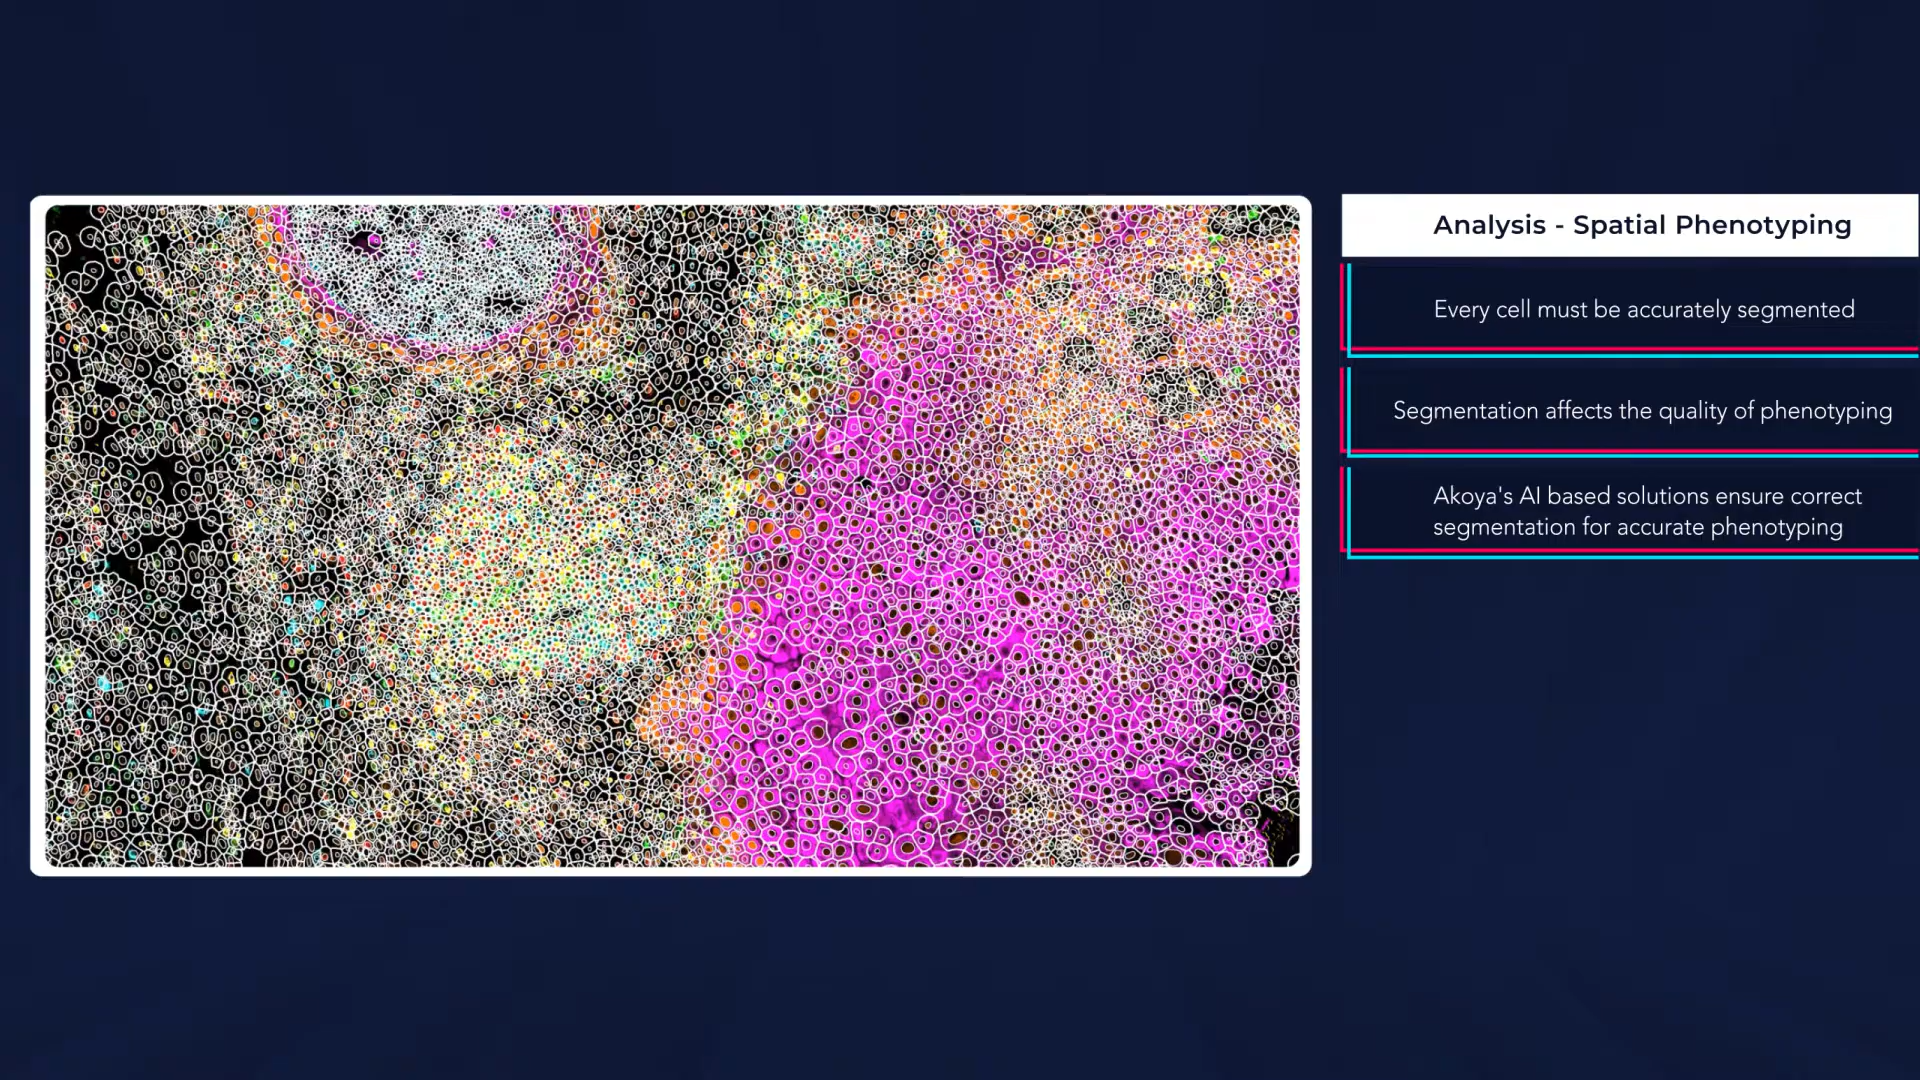 Analysis - Spatial Phenotyping
Every cell must be accurately segmented
Segmentation affects the quality of phenotyping
Akoya's AI based solutions ensure correct
segmentation for accurate phenotyping